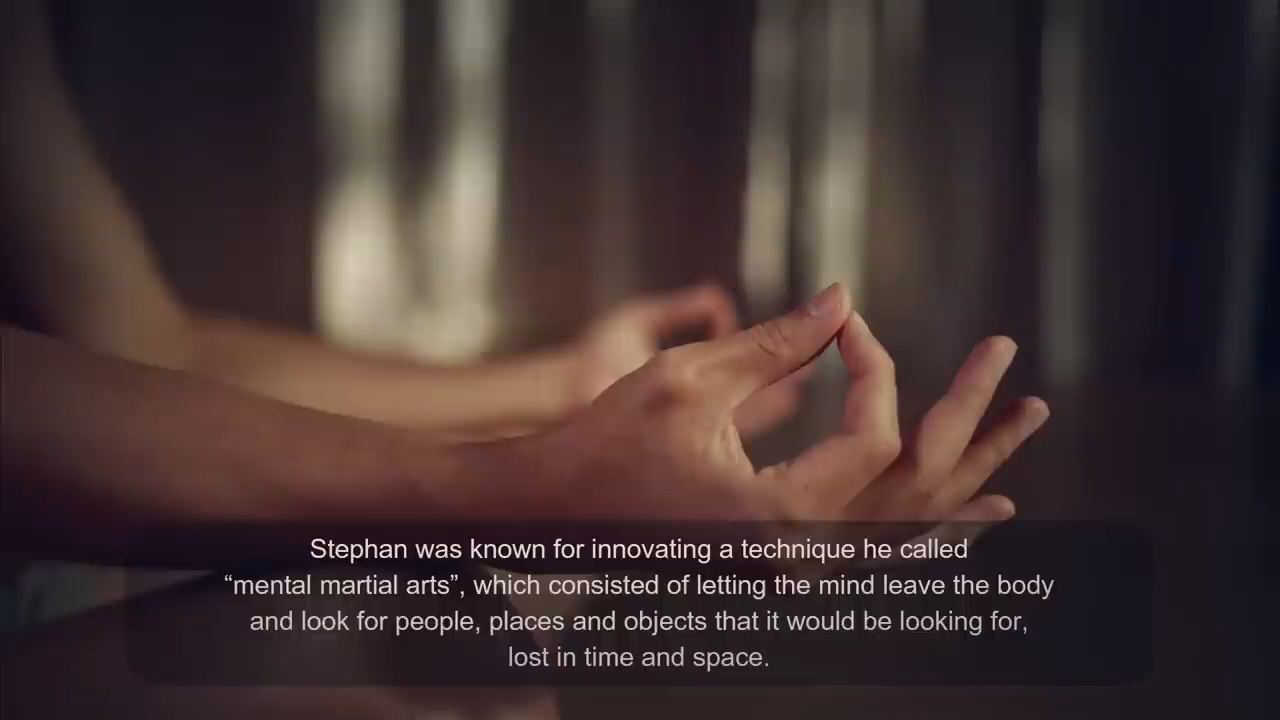 Stephan was known for innovating a technique he called
“mental martial arts”, which consisted of letting the mind leave the body
and look for people, places and objects that it would be looking for,
lost in time and space.